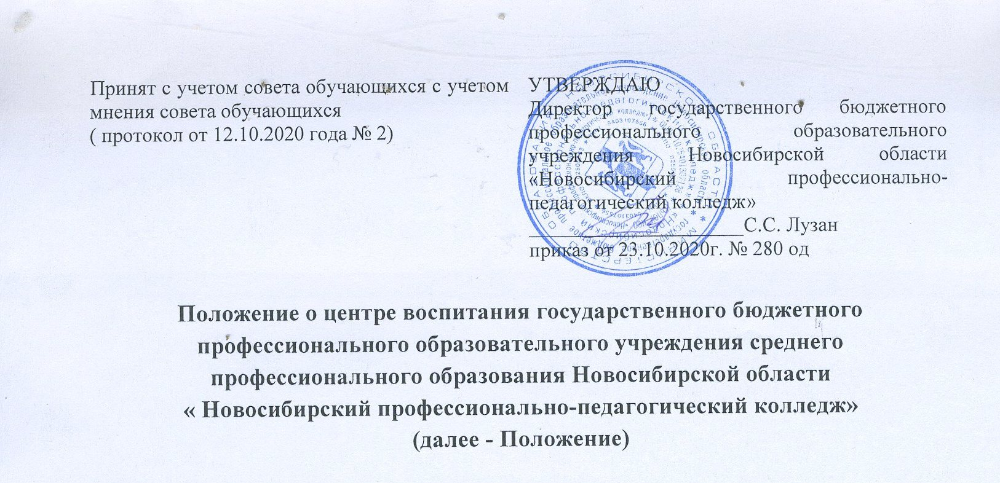 Принят с учетом совета обучающихся с учетом
мнения совета обучающихся
( протокол от 12.10.2020 года № 2)
УТВЕРЖДАЮ
Директор государственного бюджетного
профессионального образовательного
учреждения Новосибирской области
«Новосибирский профессионально-
педагогический колледж»
С.С. Лузан
приказ от 23.10.2020г. № 280 од
Положение о центре воспитания государственного бюджетного
профессионального образовательного учреждения среднего
профессионального образования Новосибирской области
« Новосибирский профессионально-педагогический колледж»
(далее - Положение)